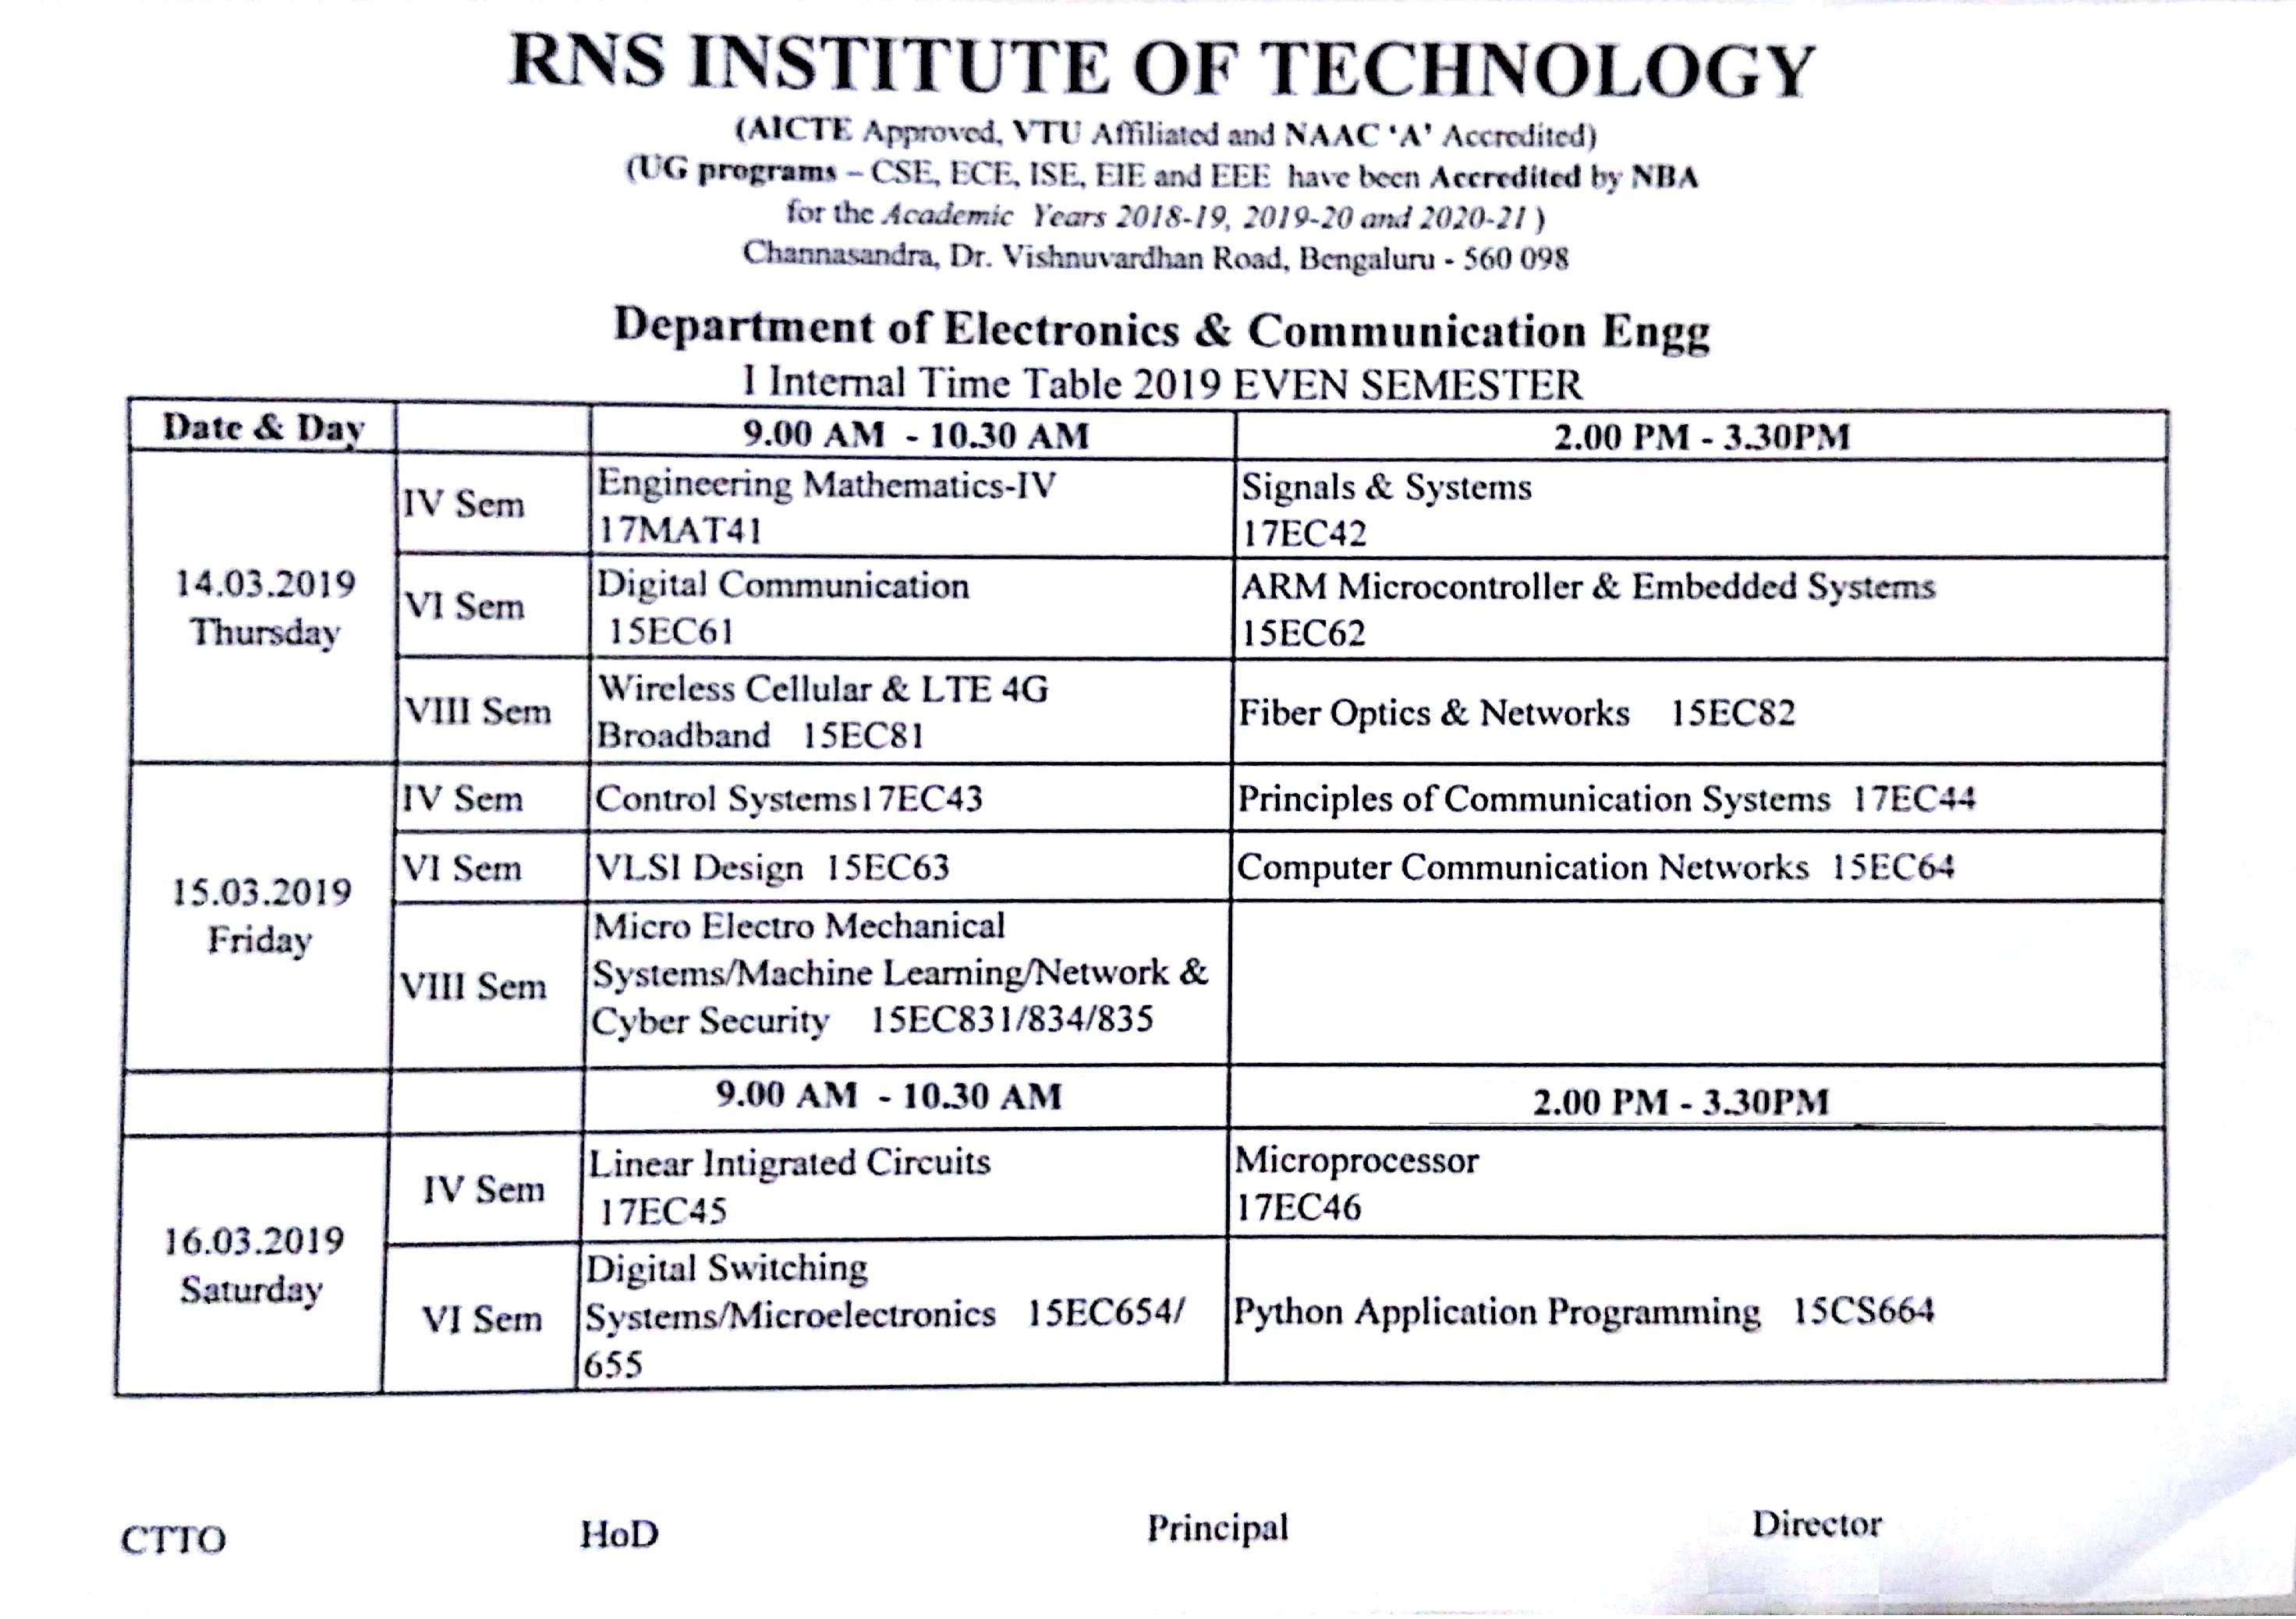 RNS INSTITUTE OF TECHNOLOGY
(AICTE Approved, VTU Affiliated and NAAC 'A' Accredited)
(UG programs – CSE, ECE, ISE, EIE and EEE have been Accredited by NBA
for the Academic Years 2018-19, 2019-20 and 2020-21 )
Channasandra, Dr. Vishnuvardhan Road, Bengaluru - 560 098
Department of Electronics & Communication Engg
I Internal Time Table 2019 EVEN SEMESTER
Date & Day 9.00 AM - 10.30 AM 2.00 PM - 3.30PM
14.03.2019
Thursday
IV Sem
Engineering Mathematics-IV
17MAT41
Signals & Systems
17EC42
VI Sem
Digital Communication
15EC61
ARM Microcontroller & Embedded Systems
15EC62
VIII Sem
Wireless Cellular & LTE 4G
Broadband 15EC81
Fiber Optics & Networks 15EC82
15.03.2019
Friday
IV Sem
Control Systems17EC43
Principles of Communication Systems 17EC44
VI Sem
VLSI Design 15EC63
Computer Communication Networks 15EC64
VIII Sem
Micro Electro Mechanical
Systems/Machine Learning/Network &
Cyber Security 15EC831/834/835
9.00 AM - 10.30 AM 2.00 PM - 3.30PM
16.03.2019
Saturday
IV Sem
Linear Intigrated Circuits
17EC45
Microprocessor
17EC46
VI Sem
Digital Switching
Systems/Microelectronics 15EC654/
655
Python Application Programming 15CS664
CTTO HoD Principal Director